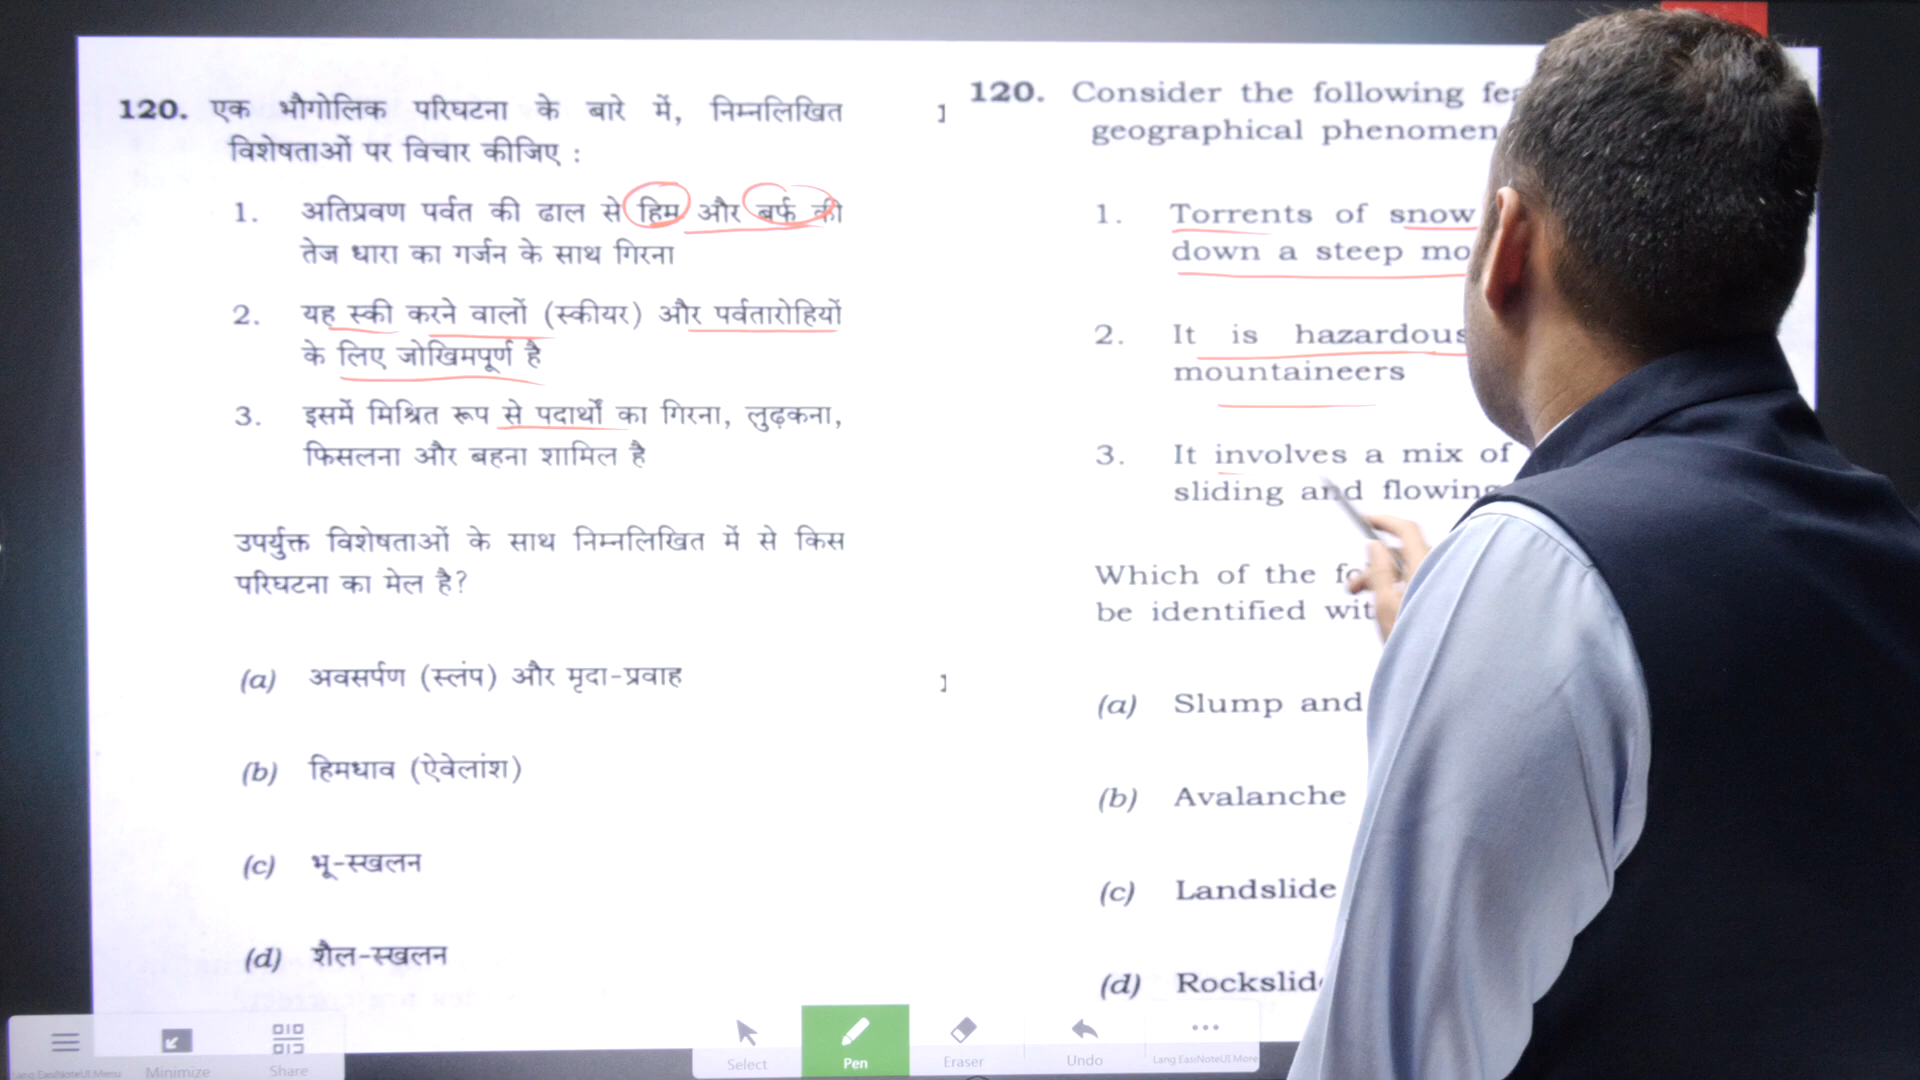 120. एक भौगोलिक परिघटना के बारे में, निम्नलिखित
विशेषताओं पर विचार कीजिए :
1. अतिप्रवण पर्वत की ढाल से हिम और बर्फ की
तेज धारा का गर्जन के साथ गिरना
2. यह स्की करने वालों (स्कीयर) और पर्वतारोहियों
के लिए जोखिमपूर्ण है
3. इसमें मिश्रित रूप से पदार्थों का गिरना, लुढ़कना,
फिसलना और बहना शामिल है
उपर्युक्त विशेषताओं के साथ निम्नलिखित में से किस
परिघटना का मेल है?
(a) अवसर्पण (स्लंप) और मृदा-प्रवाह
(b) हिमधाव (ऐवेलांश)
(c) भू-स्खलन
(d) शैल-स्खलन
120. Consider the following
geographical
1. Torrents of snow
down a steep
2. It is hazardous
mountaineers
3. It involves a mix of
sliding and flowing
Which of the
be identified
(a) Slump and
(b) Avalanche
(c) Landslide
(d)
Minimize
Share
Select
Pen
Eraser
Undo
Lang EasiNoteUI.More